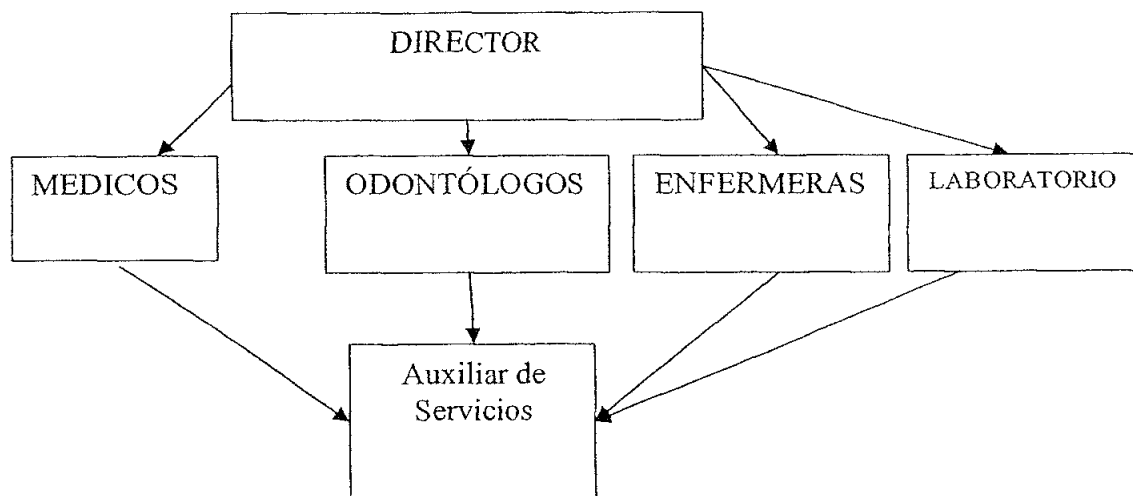 DIRECTOR
MEDICOS
ODONTÓLOGOS
ENFERMERAS
LABORATORIO
Auxiliar de
Servicios